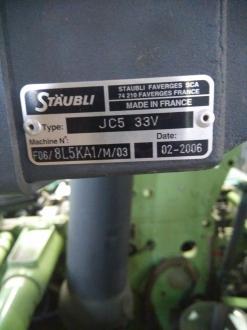 STÄUBLI
STAUBLI FAVERGES SCA
74 210 FAVERGES FRANCE
MADE IN FRANCE
Type: JC5 33V
Machine N°: Date:
F06/8L5KA1/M/03 02-2006